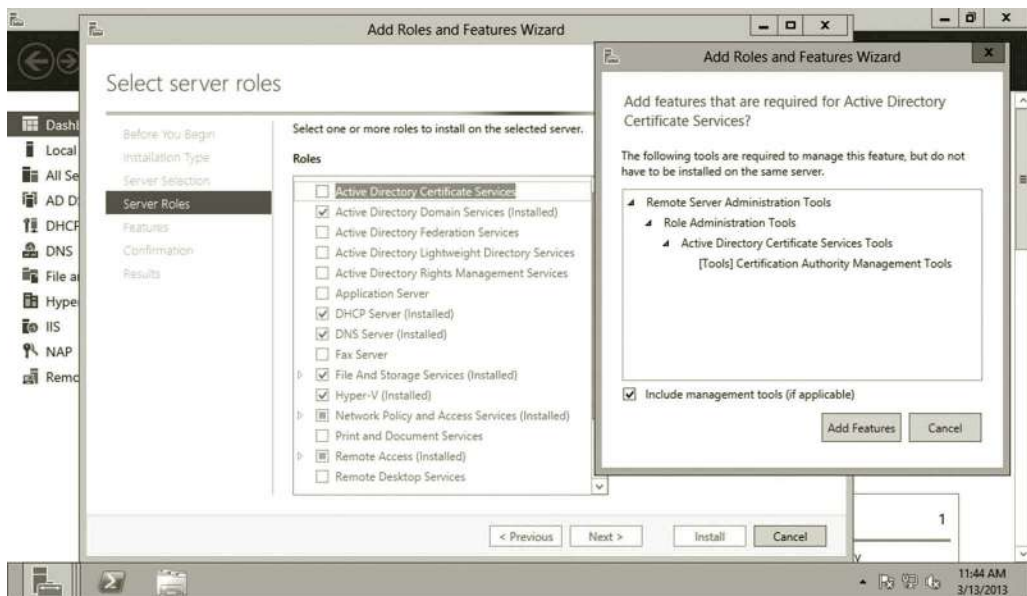 Add Roles and Features Wizard
Select server roles
Before You Begin
Installation Type
Server Selection
Server Roles
Features
Confirmation
Results
Select one or more roles to install on the selected server.
Roles
Active Directory Certificate Services
Active Directory Domain Services (Installed)
Active Directory Federation Services
Active Directory Lightweight Directory Services
Active Directory Rights Management Services
Application Server
DHCP Server (Installed)
DNS Server (Installed)
Fax Server
File And Storage Services (Installed)
Hyper-V (Installed)
Network Policy and Access Services (Installed)
Print and Document Services
Remote Access (Installed)
Remote Desktop Services
< Previous
Next >
Install
Cancel
Add Roles and Features Wizard
Add features that are required for Active Directory
Certificate Services?
The following tools are required to manage this feature, but do not
have to be installed on the same server.
Remote Server Administration Tools
Role Administration Tools
Active Directory Certificate Services Tools
[Tools] Certification Authority Management Tools
Include management tools (if applicable)
Add Features
Cancel
Dashl
Local
All Se
AD D
DHCP
DNS
File a
Hype
IIS
NAP
Remo
1
11:44 AM
3/13/2013